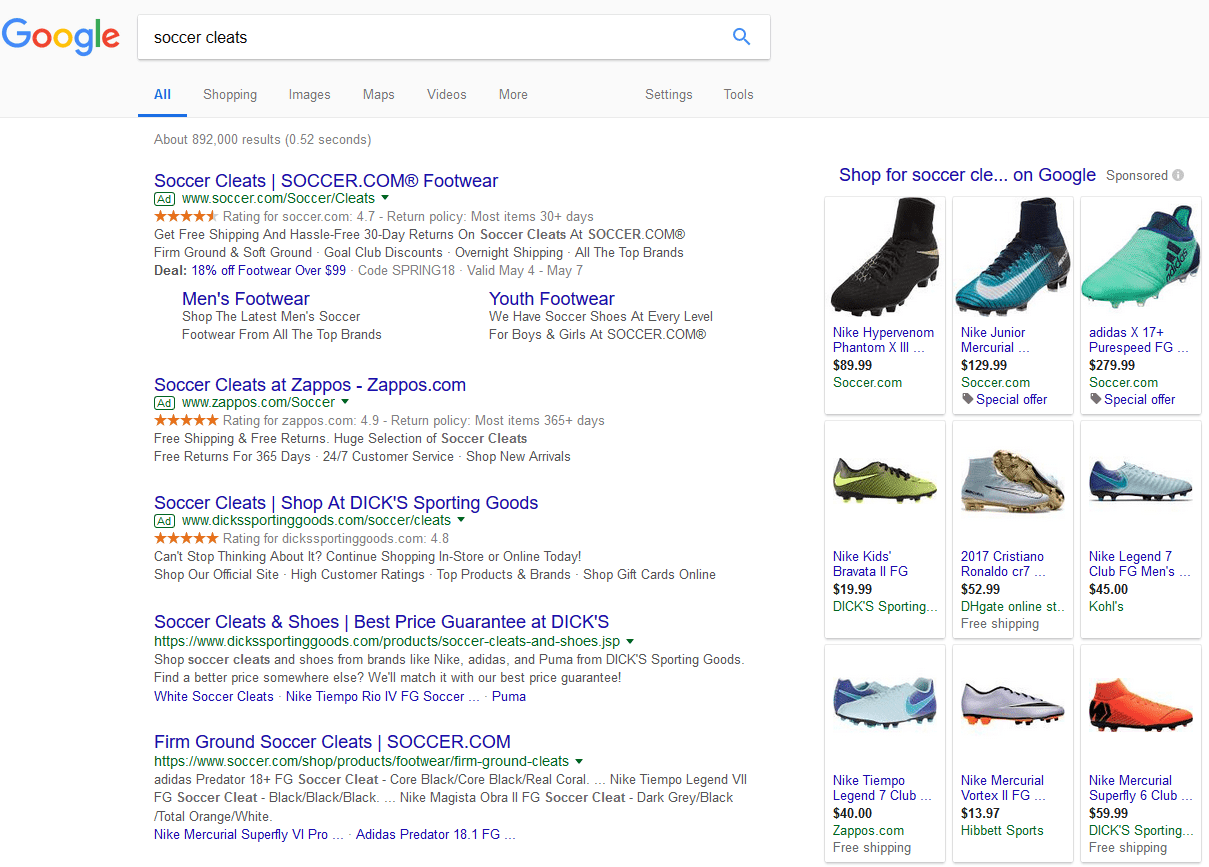 Google
soccer cleats
All Shopping Images Maps Videos More Settings Tools
About 892,000 results (0.52 seconds)
Soccer Cleats | SOCCER.COM® Footwear
Ad www.soccer.com/Soccer/Cleats
Rating for soccer.com: 4.7 - Return policy: Most items 30+ days
Get Free Shipping And Hassle-Free 30-Day Returns On Soccer Cleats At SOCCER.COM®
Firm Ground & Soft Ground · Goal Club Discounts · Overnight Shipping · All The Top Brands
Deal: 18% off Footwear Over $99 · Code SPRING18 · Valid May 4 - May 7
Men's Footwear
Shop The Latest Men's Soccer
Footwear From All The Top Brands
Youth Footwear
We Have Soccer Shoes At Every Level
For Boys & Girls At SOCCER.COM®
Soccer Cleats at Zappos - Zappos.com
Ad www.zappos.com/Soccer
Rating for zappos.com: 4.9 - Return policy: Most items 365+ days
Free Shipping & Free Returns. Huge Selection of Soccer Cleats
Free Returns For 365 Days · 24/7 Customer Service · Shop New Arrivals
Soccer Cleats | Shop At DICK'S Sporting Goods
Ad www.dickssportinggoods.com/soccer/cleats
Rating for dickssportinggoods.com: 4.8
Can't Stop Thinking About It? Continue Shopping In-Store or Online Today!
Shop Our Official Site · High Customer Ratings · Top Products & Brands · Shop Gift Cards Online
Soccer Cleats & Shoes | Best Price Guarantee at DICK'S
https://www.dickssportinggoods.com/products/soccer-cleats-and-shoes.jsp
Shop soccer cleats and shoes from brands like Nike, adidas, and Puma from DICK'S Sporting Goods.
Find a better price somewhere else? We'll match it with our best price guarantee!
White Soccer Cleats · Nike Tiempo Rio IV FG Soccer ... · Puma
Firm Ground Soccer Cleats | SOCCER.COM
https://www.soccer.com/shop/products/footwear/firm-ground-cleats
adidas Predator 18+ FG Soccer Cleat - Core Black/Core Black/Real Coral. ... Nike Tiempo Legend VII
FG Soccer Cleat - Black/Black/Black. ... Nike Magista Obra II FG Soccer Cleat - Dark Grey/Black
/Total Orange/White.
Nike Mercurial Superfly VI Pro ... · Adidas Predator 18.1 FG ...
Shop for soccer cle... on Google Sponsored
adidas
Nike Hypervenom
Phantom X III ...
$89.99
Soccer.com
Nike Junior
Mercurial ...
$129.99
Soccer.com
Special offer
adidas X 17+
Purespeed FG ...
$279.99
Soccer.com
Special offer
Nike Kids'
Bravata II FG
$19.99
DICK'S Sporting...
2017 Cristiano
Ronaldo cr7 ...
$52.99
DHgate online st..
Free shipping
Nike Legend 7
Club FG Men's ...
$45.00
Kohl's
Nike Tiempo
Legend 7 Club ...
$40.00
Zappos.com
Free shipping
Nike Mercurial
Vortex II FG ...
$13.97
Hibbett Sports
Nike Mercurial
Superfly 6 Club ...
$59.99
DICK'S Sporting...
Free shipping